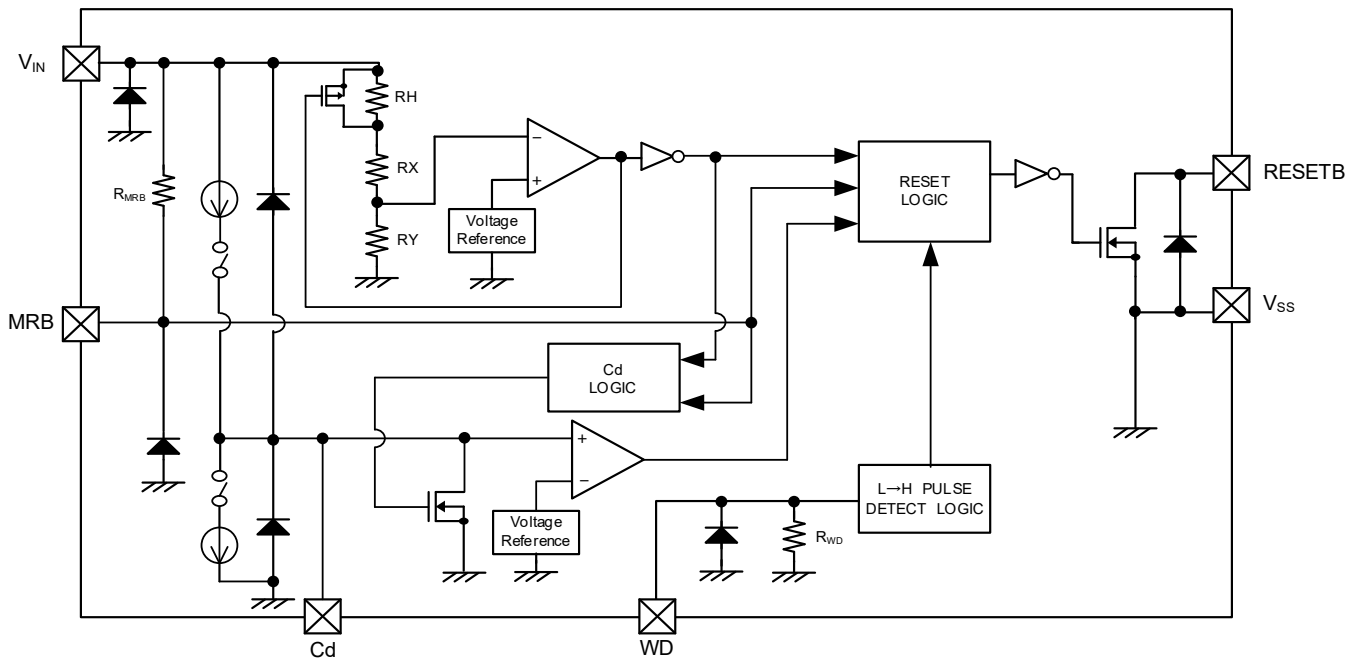 VIN
RH
RX
RY
RMRB
−
+
Voltage
Reference
RESET
LOGIC
RESETB
VSS
MRB
Cd
LOGIC
+
−
Voltage
Reference
L→H PULSE
DETECT LOGIC
RWD
Cd
WD